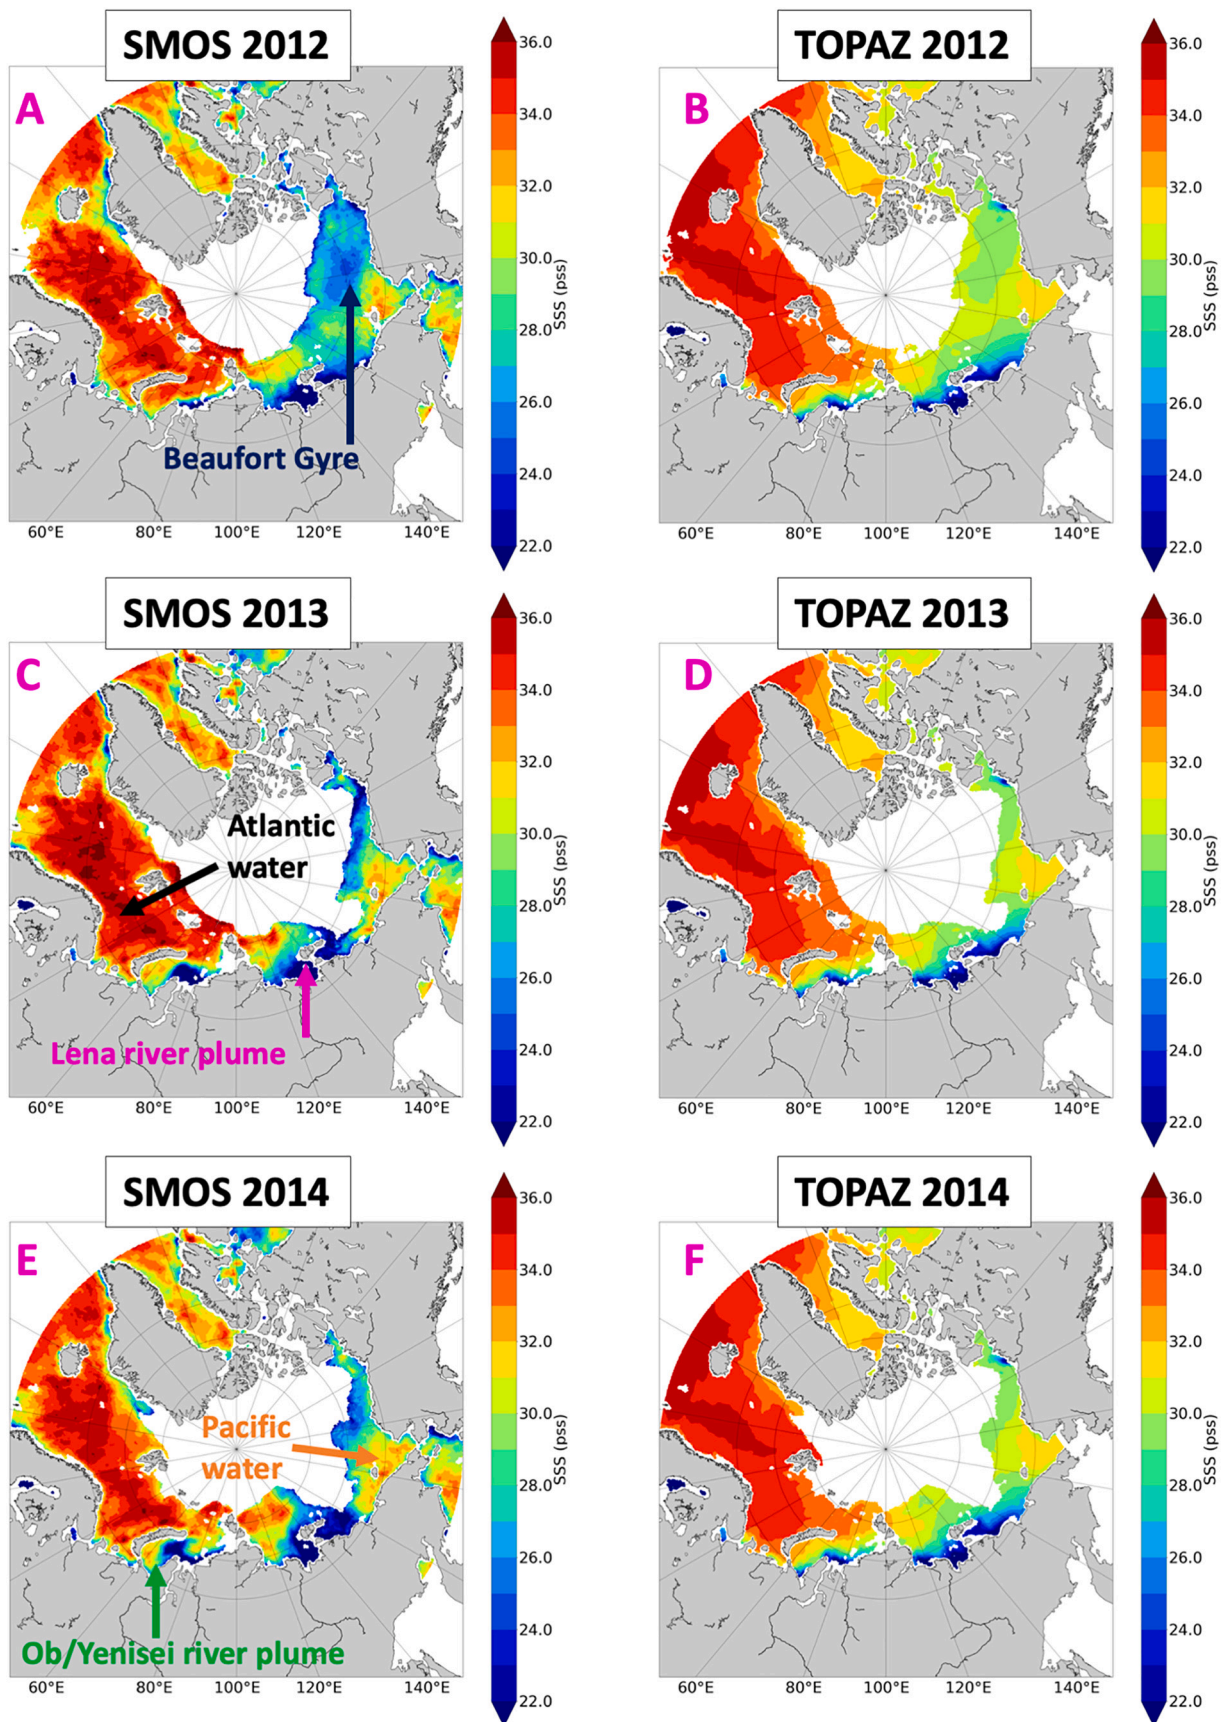 SMOS 2012
TOPAZ 2012
A
B
36.0
34.0
32.0
30.0
28.0
26.0
24.0
22.0
SSS (pss)
36.0
34.0
32.0
30.0
28.0
26.0
24.0
22.0
SSS (pss)
Beaufort Gyre
60°E 80°E 100°E 120°E 140°E
60°E 80°E 100°E 120°E 140°E
SMOS 2013
TOPAZ 2013
C
D
36.0
34.0
32.0
30.0
28.0
26.0
24.0
22.0
SSS (pss)
36.0
34.0
32.0
30.0
28.0
26.0
24.0
22.0
SSS (pss)
Atlantic
water
Lena river plume
60°E 80°E 100°E 120°E 140°E
60°E 80°E 100°E 120°E 140°E
SMOS 2014
TOPAZ 2014
E
F
36.0
34.0
32.0
30.0
28.0
26.0
24.0
22.0
SSS (pss)
36.0
34.0
32.0
30.0
28.0
26.0
24.0
22.0
SSS (pss)
Pacific
water
Ob/Yenisei river plume
60°E 80°E 100°E 120°E 140°E
60°E 80°E 100°E 120°E 140°E